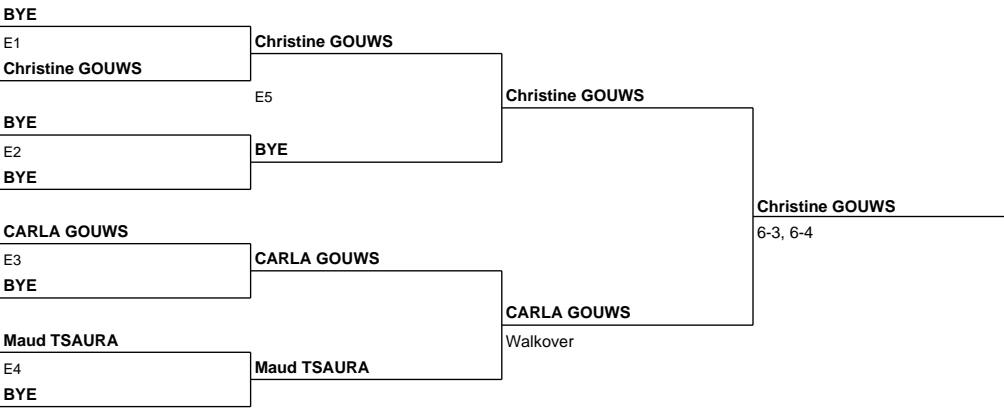 BYE
E1
Christine GOUWS
Christine GOUWS
E5
BYE
E2
BYE
BYE
Christine GOUWS
CARLA GOUWS
E3
BYE
CARLA GOUWS
Maud TSAURA
E4
BYE
Maud TSAURA
CARLA GOUWS
Walkover
Christine GOUWS
6-3, 6-4